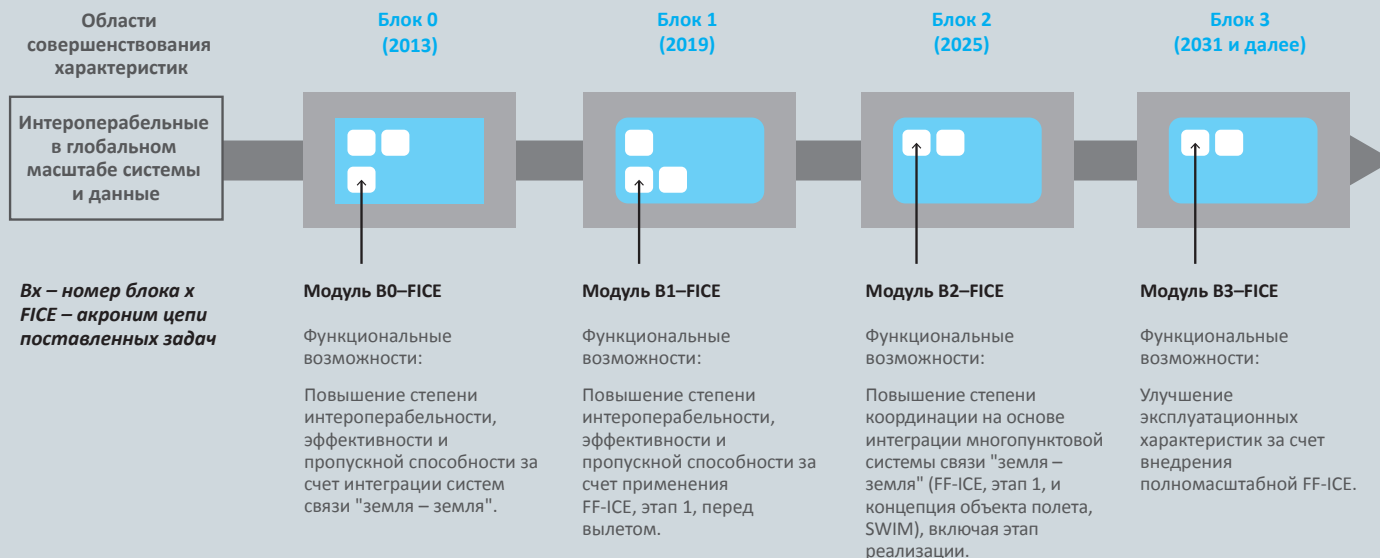 Области
совершенствования
характеристик
Блок 0
(2013)
Блок 1
(2019)
Блок 2
(2025)
Блок 3
(2031 и далее)
Интероперабельные
в глобальном
масштабе системы
и данные
Вх – номер блока х
FICE – акроним цепи
поставленных задач
Модуль B0–FICE
Функциональные
возможности:
Повышение степени
интероперабельности,
эффективности и
пропускной способности за
счет интеграции систем
связи "земля – земля".
Модуль B1–FICE
Функциональные
возможности:
Повышение степени
интероперабельности,
эффективности и
пропускной способности за
счет применения
FF-ICE, этап 1, перед
вылетом.
Модуль B2–FICE
Функциональные
возможности:
Повышение степени
координации на основе
интеграции многопунктовой
системы связи "земля –
земля" (FF-ICE, этап 1, и
концепция объекта полета,
SWIM), включая этап
реализации.
Модуль B3–FICE
Функциональные
возможности:
Улучшение
эксплуатационных
характеристик за счет
внедрения
полномасштабной FF-ICE.